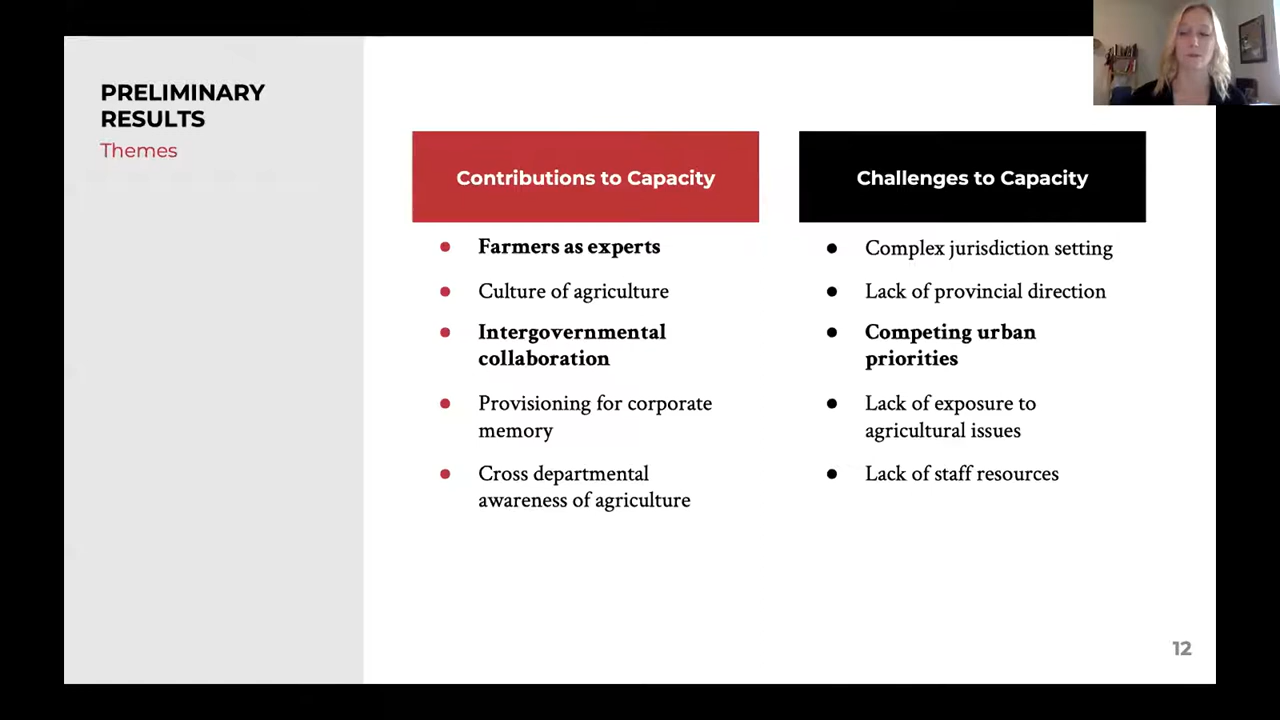 PRELIMINARY
RESULTS
Themes
Contributions to Capacity
Farmers as experts
Culture of agriculture
Intergovernmental
collaboration
Provisioning for corporate
memory
Cross departmental
awareness of agriculture
Challenges to Capacity
Complex jurisdiction setting
Lack of provincial direction
Competing urban
priorities
Lack of exposure to
agricultural issues
Lack of staff resources
12